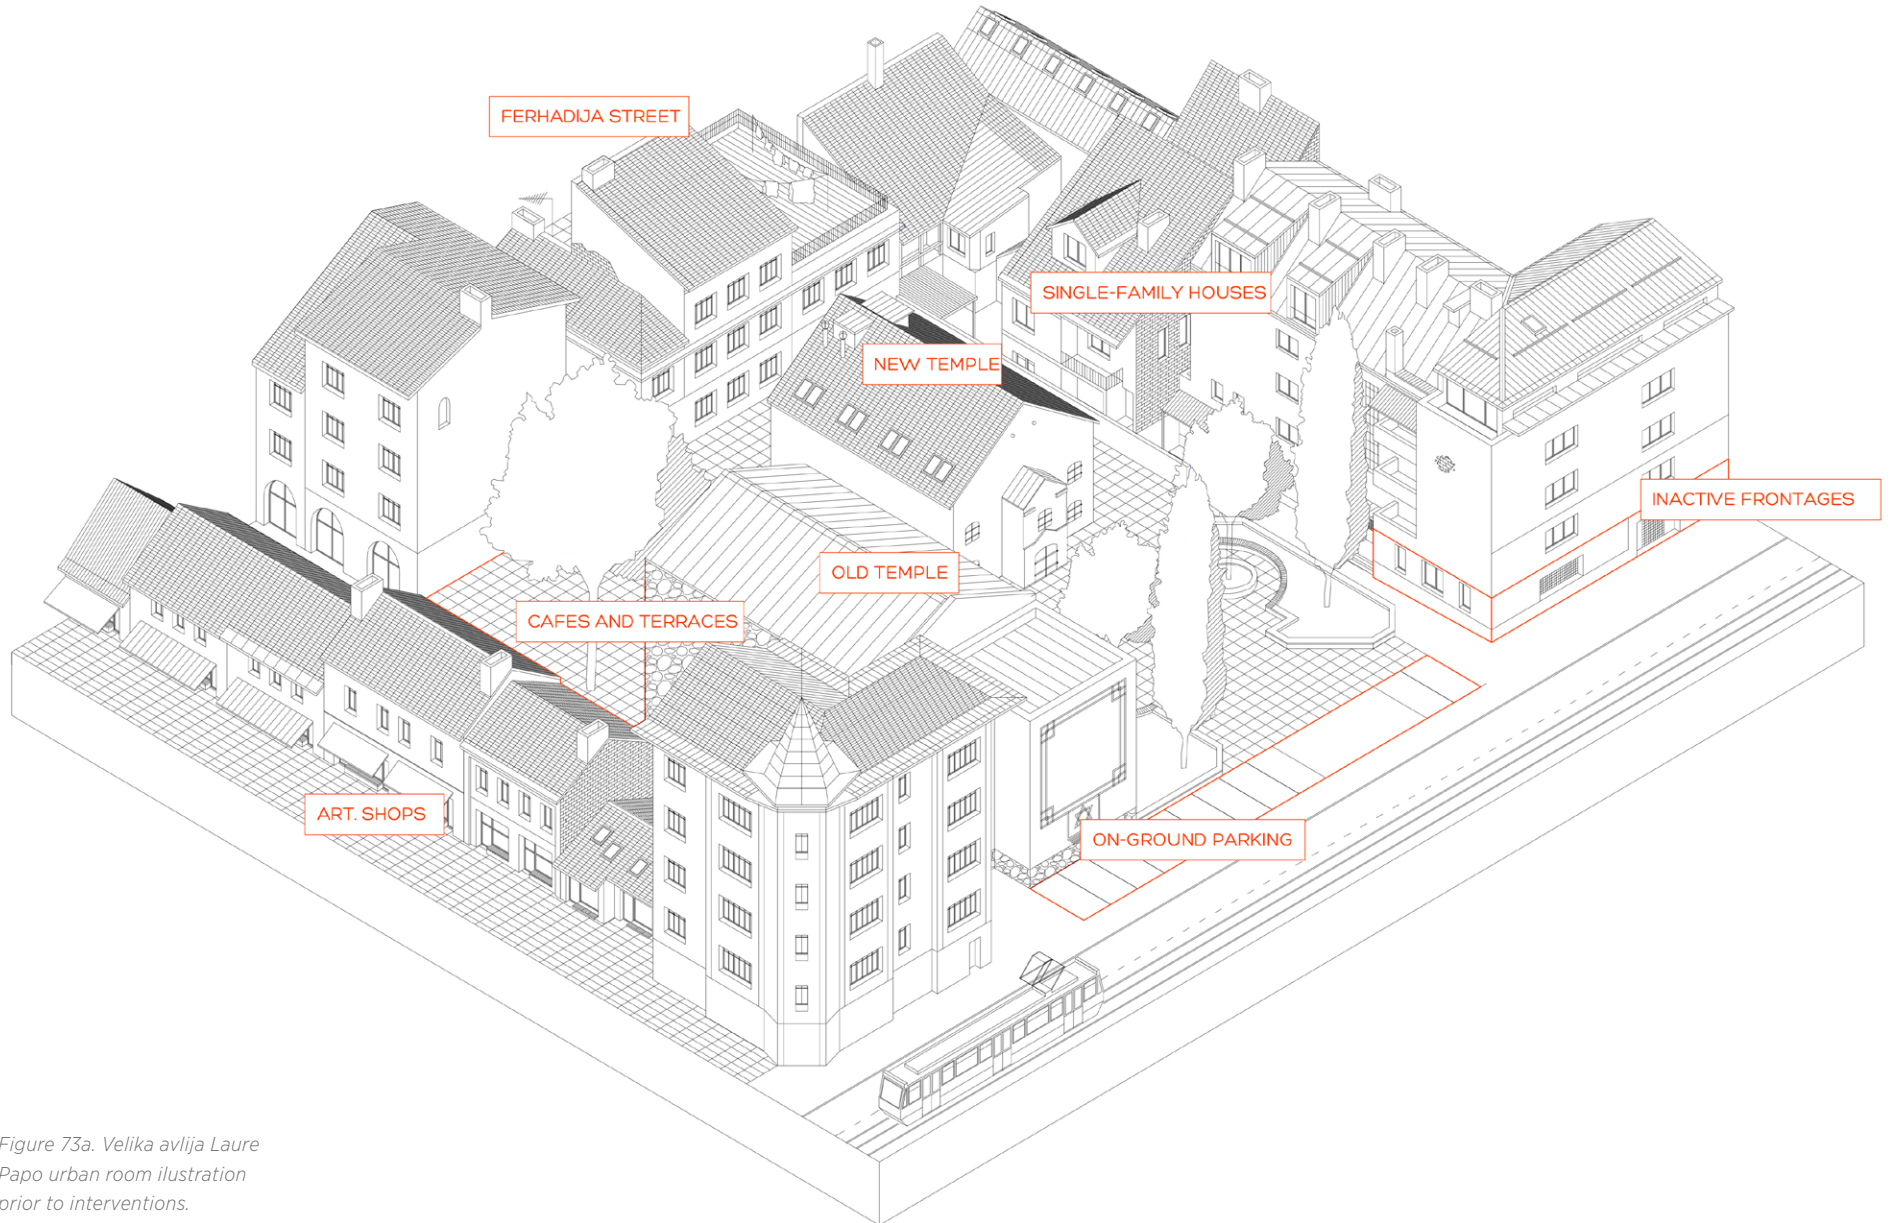 FERHADIJA STREET
SINGLE-FAMILY HOUSES
NEW TEMPLE
INACTIVE FRONTAGES
OLD TEMPLE
CAFES AND TERRACES
ART. SHOPS
ON-GROUND PARKING
Figure 73a. Velika avlija Laure
Papo urban room ilustration
prior to interventions.